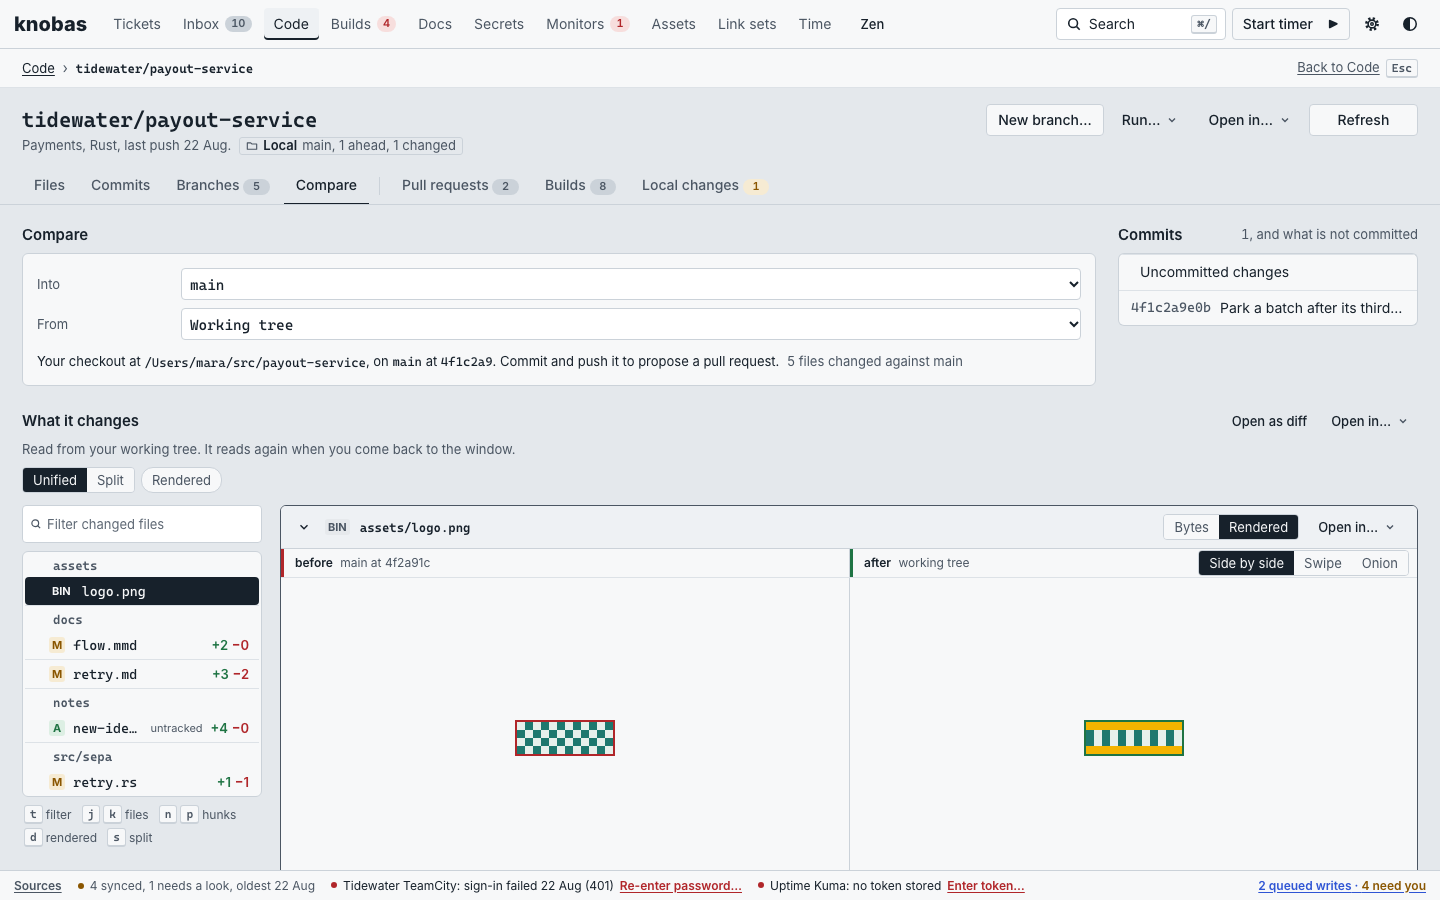 knobas Tickets Inbox 10 Code Builds 4 Docs Secrets Monitors 1 Assets Link sets Time Zen Search ⌘/ Start timer
Code › tidewater/payout-service Back to Code Esc
tidewater/payout-service New branch... Run... Open in... Refresh
Payments, Rust, last push 22 Aug. Local main, 1 ahead, 1 changed
Files Commits Branches 5 Compare Pull requests 2 Builds 8 Local changes 1
Compare
Into main
From Working tree
Your checkout at /Users/mara/src/payout-service, on main at 4f1c2a9. Commit and push it to propose a pull request. 5 files changed against main
Commits 1, and what is not committed
Uncommitted changes
4f1c2a9e0b Park a batch after its third...
What it changes Open as diff Open in...
Read from your working tree. It reads again when you come back to the window.
Unified Split Rendered
Filter changed files
assets
BIN logo.png
docs
M flow.mmd +2 −0
M retry.md +3 −2
notes
A new-ide… untracked +4 −0
src/sepa
M retry.rs +1 −1
t filter j k files n p hunks
d rendered s split
BIN assets/logo.png Bytes Rendered Open in...
before main at 4f2a91c
after working tree Side by side Swipe Onion
Sources 4 synced, 1 needs a look, oldest 22 Aug Tidewater TeamCity: sign-in failed 22 Aug (401) Re-enter password... Uptime Kuma: no token stored Enter token... 2 queued writes · 4 need you